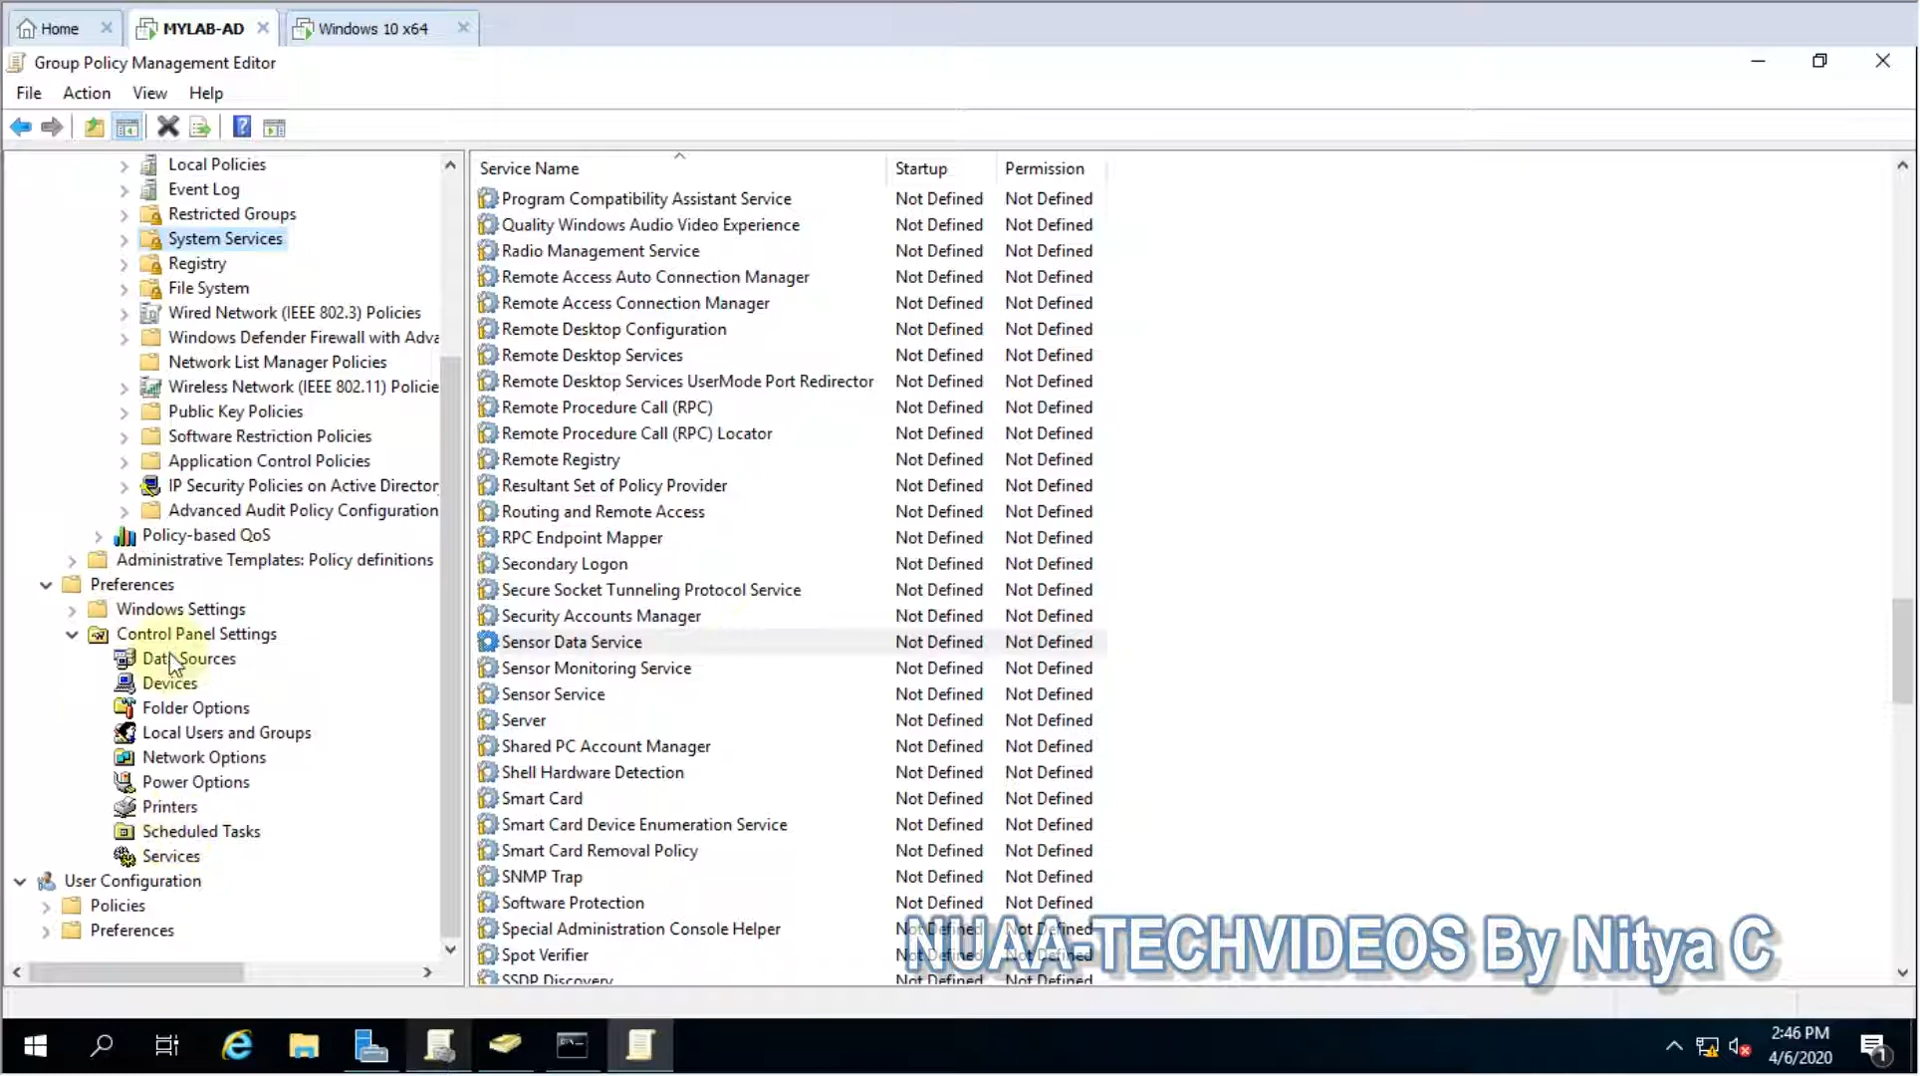 Home
MYLAB-AD
Windows 10 x64
Group Policy Management Editor
File Action View Help
Local Policies
Event Log
Restricted Groups
System Services
Registry
File System
Wired Network (IEEE 802.3) Policies
Windows Defender Firewall with Adva
Network List Manager Policies
Wireless Network (IEEE 802.11) Policie
Public Key Policies
Software Restriction Policies
Application Control Policies
IP Security Policies on Active Director
Advanced Audit Policy Configuration
Policy-based QoS
Administrative Templates: Policy definitions
Preferences
Windows Settings
Control Panel Settings
Data Sources
Devices
Folder Options
Local Users and Groups
Network Options
Power Options
Printers
Scheduled Tasks
Services
User Configuration
Policies
Preferences
Service Name Startup Permission
Program Compatibility Assistant Service Not Defined Not Defined
Quality Windows Audio Video Experience Not Defined Not Defined
Radio Management Service Not Defined Not Defined
Remote Access Auto Connection Manager Not Defined Not Defined
Remote Access Connection Manager Not Defined Not Defined
Remote Desktop Configuration Not Defined Not Defined
Remote Desktop Services Not Defined Not Defined
Remote Desktop Services UserMode Port Redirector Not Defined Not Defined
Remote Procedure Call (RPC) Not Defined Not Defined
Remote Procedure Call (RPC) Locator Not Defined Not Defined
Remote Registry Not Defined Not Defined
Resultant Set of Policy Provider Not Defined Not Defined
Routing and Remote Access Not Defined Not Defined
RPC Endpoint Mapper Not Defined Not Defined
Secondary Logon Not Defined Not Defined
Secure Socket Tunneling Protocol Service Not Defined Not Defined
Security Accounts Manager Not Defined Not Defined
Sensor Data Service Not Defined Not Defined
Sensor Monitoring Service Not Defined Not Defined
Sensor Service Not Defined Not Defined
Server Not Defined Not Defined
Shared PC Account Manager Not Defined Not Defined
Shell Hardware Detection Not Defined Not Defined
Smart Card Not Defined Not Defined
Smart Card Device Enumeration Service Not Defined Not Defined
Smart Card Removal Policy Not Defined Not Defined
SNMP Trap Not Defined Not Defined
Software Protection Not Defined Not Defined
Special Administration Console Helper Not Defined Not Defined
Spot Verifier Not Defined Not Defined
SSDP Discovery Not Defined Not Defined
NUAA-TECHVIDEOS By Nitya C
2:46 PM
4/6/2020
1